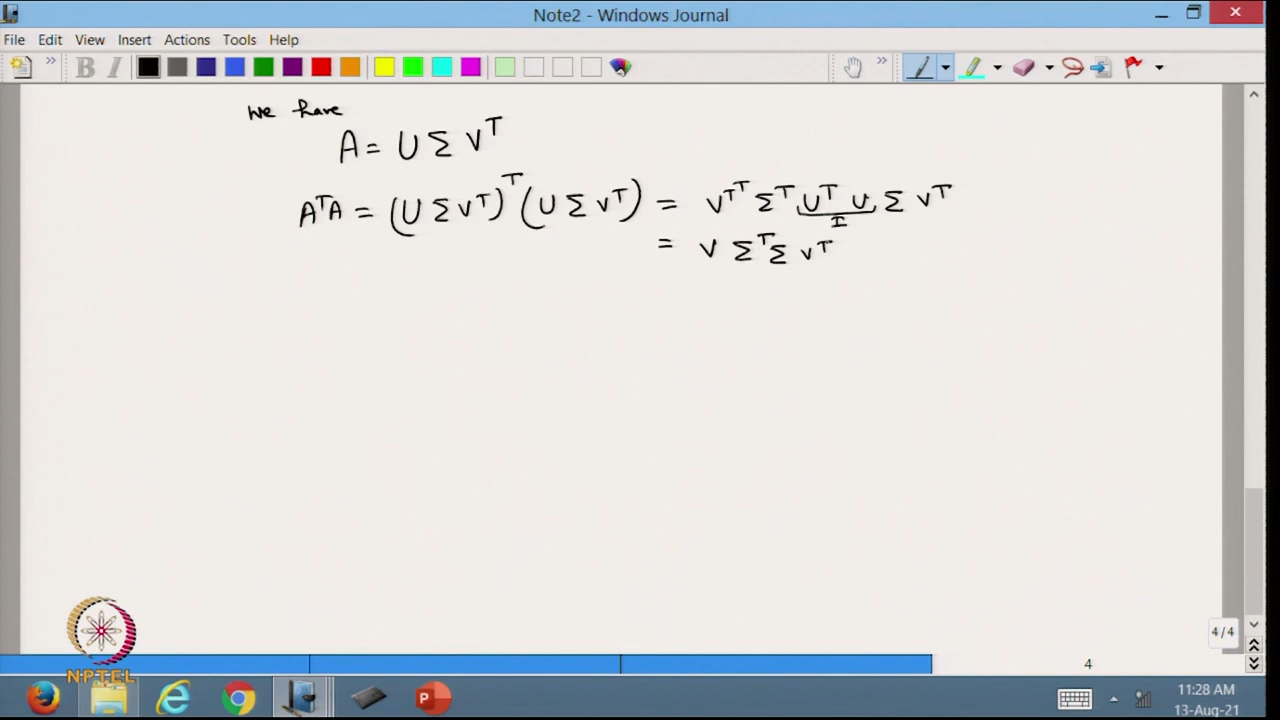 Note2 - Windows Journal
File Edit View Insert Actions Tools Help
we have
A = U Σ V^T
A^T A = (U Σ V^T)^T (U Σ V^T) = V^T^T Σ^T U^T U Σ V^T
I
= V Σ^T Σ V^T
4/4
4
NPTEL
11:28 AM
13-Aug-21